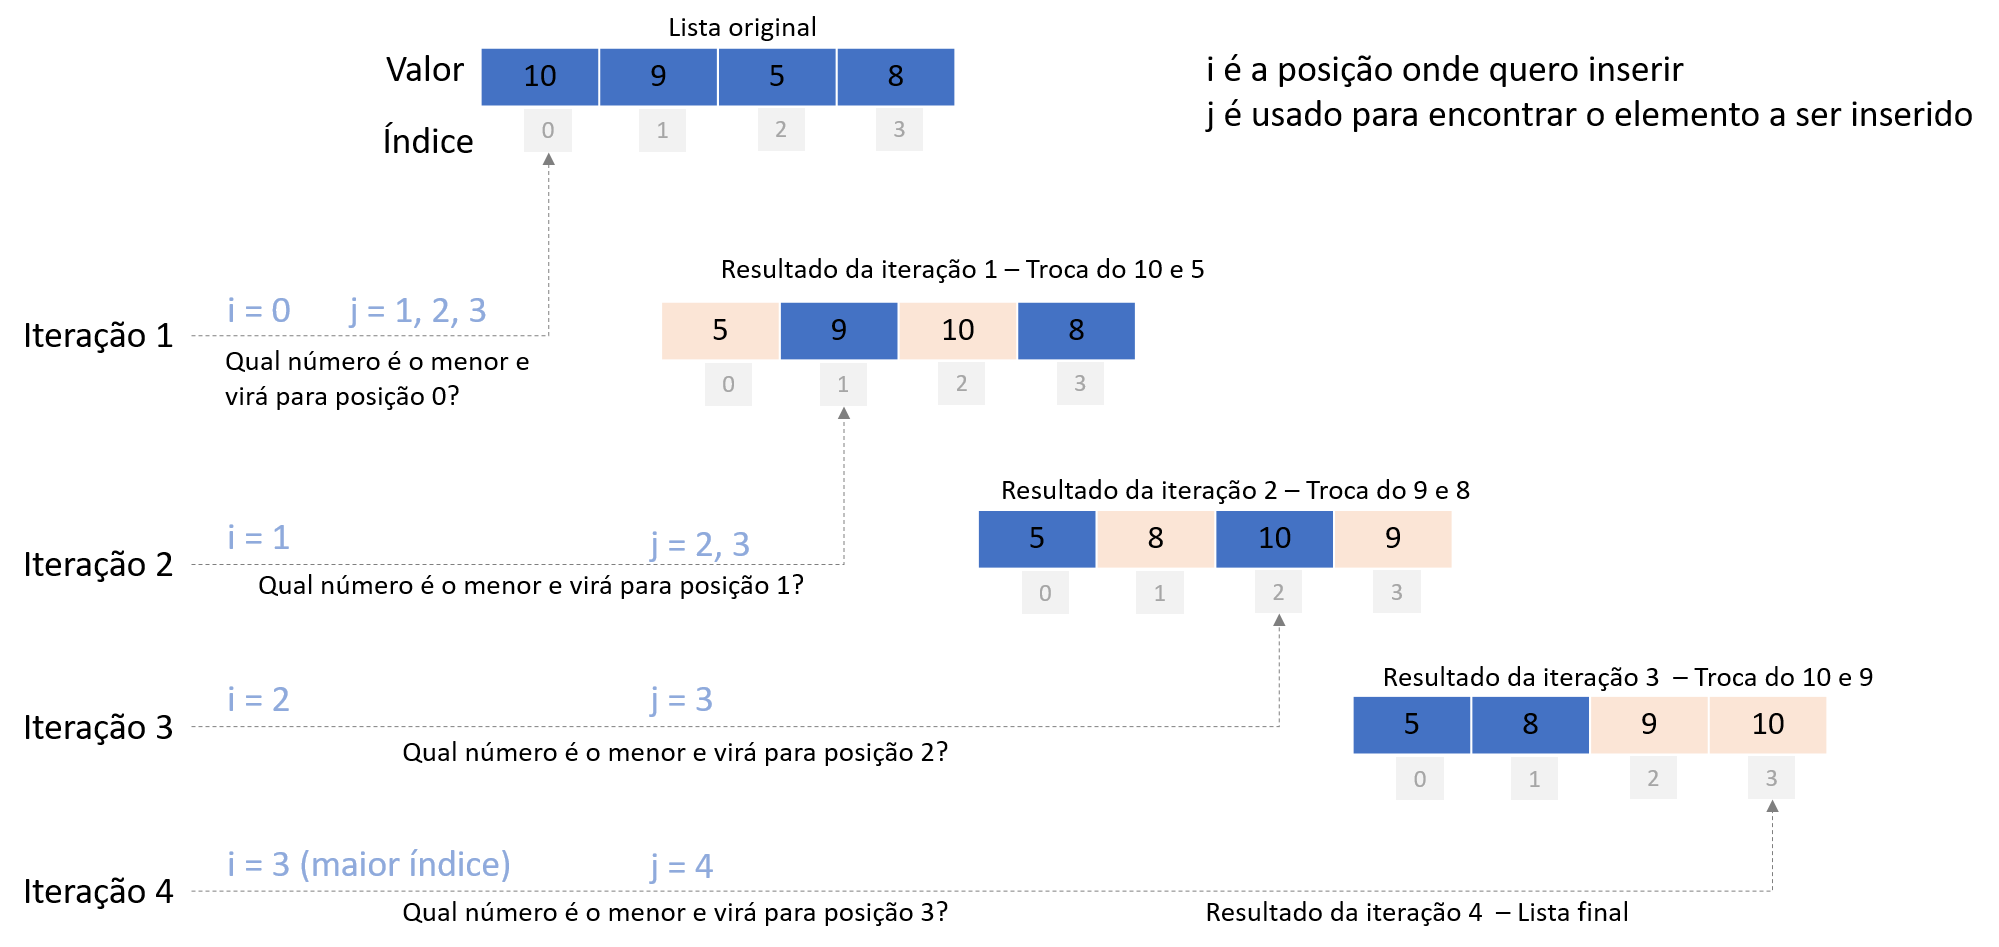 Lista original
Valor 10 9 5 8
Índice 0 1 2 3
i é a posição onde quero inserir
j é usado para encontrar o elemento a ser inserido
Resultado da iteração 1 – Troca do 10 e 5
Iteração 1 i = 0 j = 1, 2, 3
5 9 10 8
0 1 2 3
Qual número é o menor e
virá para posição 0?
Resultado da iteração 2 – Troca do 9 e 8
Iteração 2 i = 1 j = 2, 3
5 8 10 9
0 1 2 3
Qual número é o menor e virá para posição 1?
Resultado da iteração 3 – Troca do 10 e 9
Iteração 3 i = 2 j = 3
5 8 9 10
0 1 2 3
Qual número é o menor e virá para posição 2?
Iteração 4 i = 3 (maior índice) j = 4
Qual número é o menor e virá para posição 3?
Resultado da iteração 4 – Lista final